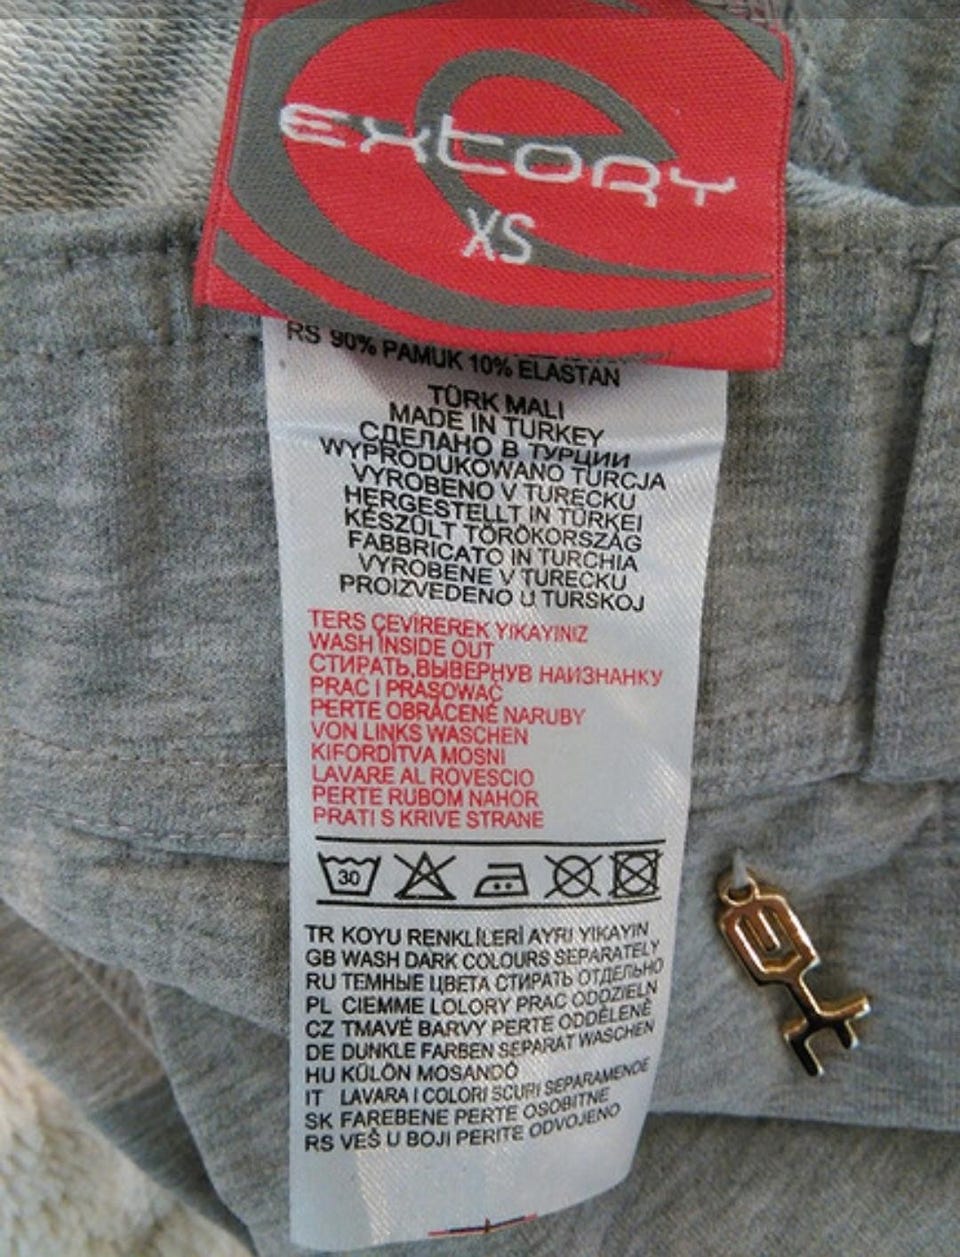 extory
XS
RS 90% PAMUK 10% ELASTAN
TÜRK MALI
MADE IN TURKEY
СДЕЛАНО В ТУРЦИИ
WYPRODUKOWANO TURCJA
VYROBENO V TURECKU
HERGESTELLT IN TÜRKEI
KÉSZÜLT TÖRÖKORSZÁG
FABBRICATO IN TURCHIA
VYROBENE V TURECKU
PROIZVEDENO U TURSKOJ
TERS ÇEVİREREK YIKAYINIZ
WASH INSIDE OUT
СТИРАТЬ,ВЫВЕРНУВ НАИЗНАНКУ
PRAC I PRASOWAĆ
PERTE OBRÁCENÉ NARUBY
VON LINKS WASCHEN
KIFORDÍTVA MOSNI
LAVARE AL ROVESCIO
PERTE RUBOM NAHOR
PRATI S KRIVE STRANE
30
TR KOYU RENKLİLERİ AYRI YIKAYIN
GB WASH DARK COLOURS SEPARATELY
RU ТЕМНЫЕ ЦВЕТА СТИРАТЬ ОТДЕЛЬНО
PL CIEMME LOLORY PRAC ODDZIELN
CZ TMAVÉ BARVY PERTE ODDĚLENĚ
DE DUNKLE FARBEN SEPARAT WASCHEN
HU KÜLÖN MOSANDÓ
IT LAVARA I COLORI SCURI SEPARAMENOE
SK FAREBENE PERTE OSOBITNE
RS VEŠ U BOJI PERITE ODVOJENO